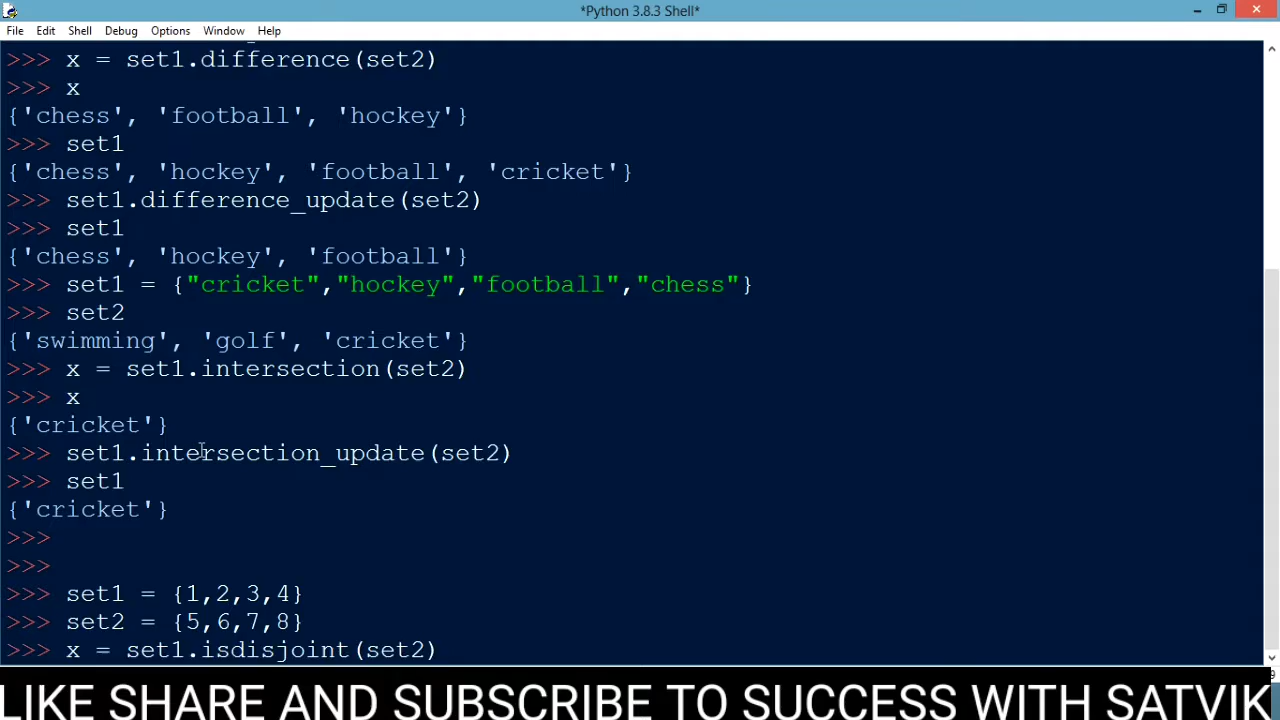 *Python 3.8.3 Shell*
File Edit Shell Debug Options Window Help
>>> x = set1.difference(set2)
>>> x
{'chess', 'football', 'hockey'}
>>> set1
{'chess', 'hockey', 'football', 'cricket'}
>>> set1.difference_update(set2)
>>> set1
{'chess', 'hockey', 'football'}
>>> set1 = {"cricket","hockey","football","chess"}
>>> set2
{'swimming', 'golf', 'cricket'}
>>> x = set1.intersection(set2)
>>> x
{'cricket'}
>>> set1.intersection_update(set2)
>>> set1
{'cricket'}
>>>
>>>
>>> set1 = {1,2,3,4}
>>> set2 = {5,6,7,8}
>>> x = set1.isdisjoint(set2)
LIKE SHARE AND SUBSCRIBE TO SUCCESS WITH SATVIK